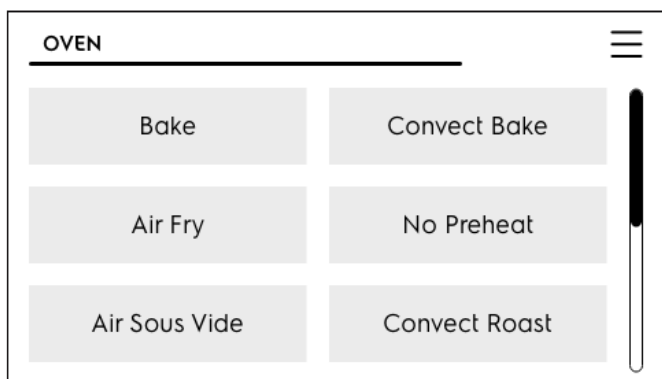 OVEN
Bake
Convect Bake
Air Fry
No Preheat
Air Sous Vide
Convect Roast